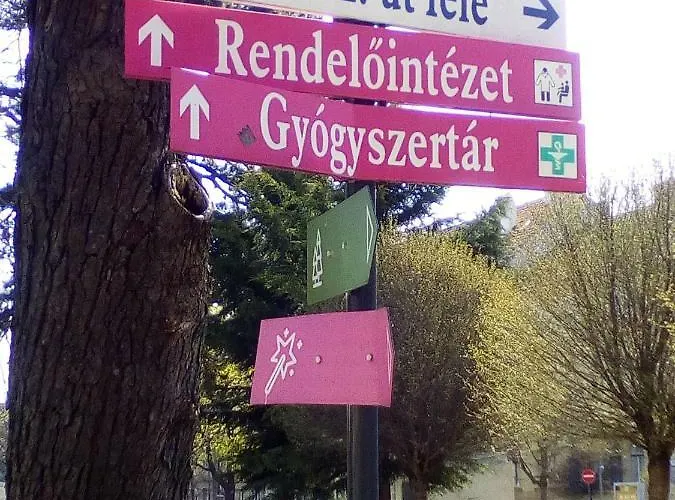 út felé
Rendelőintézet
Gyógyszertár